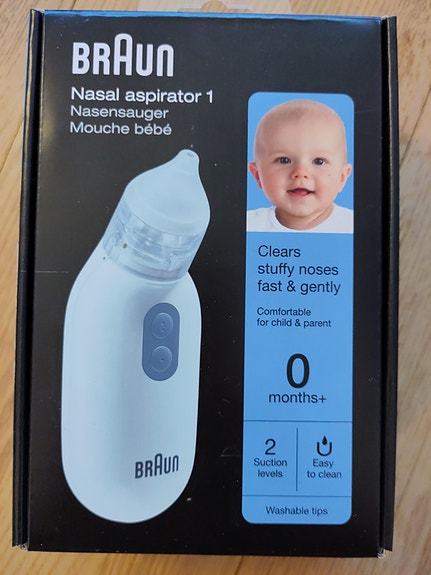 BRAUN
Nasal aspirator 1
Nasensauger
Mouche bébé
Clears
stuffy noses
fast & gently
Comfortable
for child & parent
0
months+
2
Suction
levels
Easy
to clean
Washable tips
BRAUN